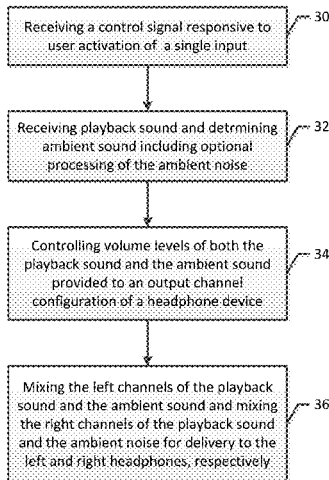 Receiving a control signal responsive to
user activation of a single input
30
Receiving playback sound and detrmining
ambient sound including optional
processing of the ambient noise
32
Controlling volume levels of both the
playback sound and the ambient sound
provided to an output channel
configuration of a headphone device
34
Mixing the left channels of the playback
sound and the ambient sound and mixing
the right channels of the playback sound
and the ambient noise for delivery to the
left and right headphones, respectively
36